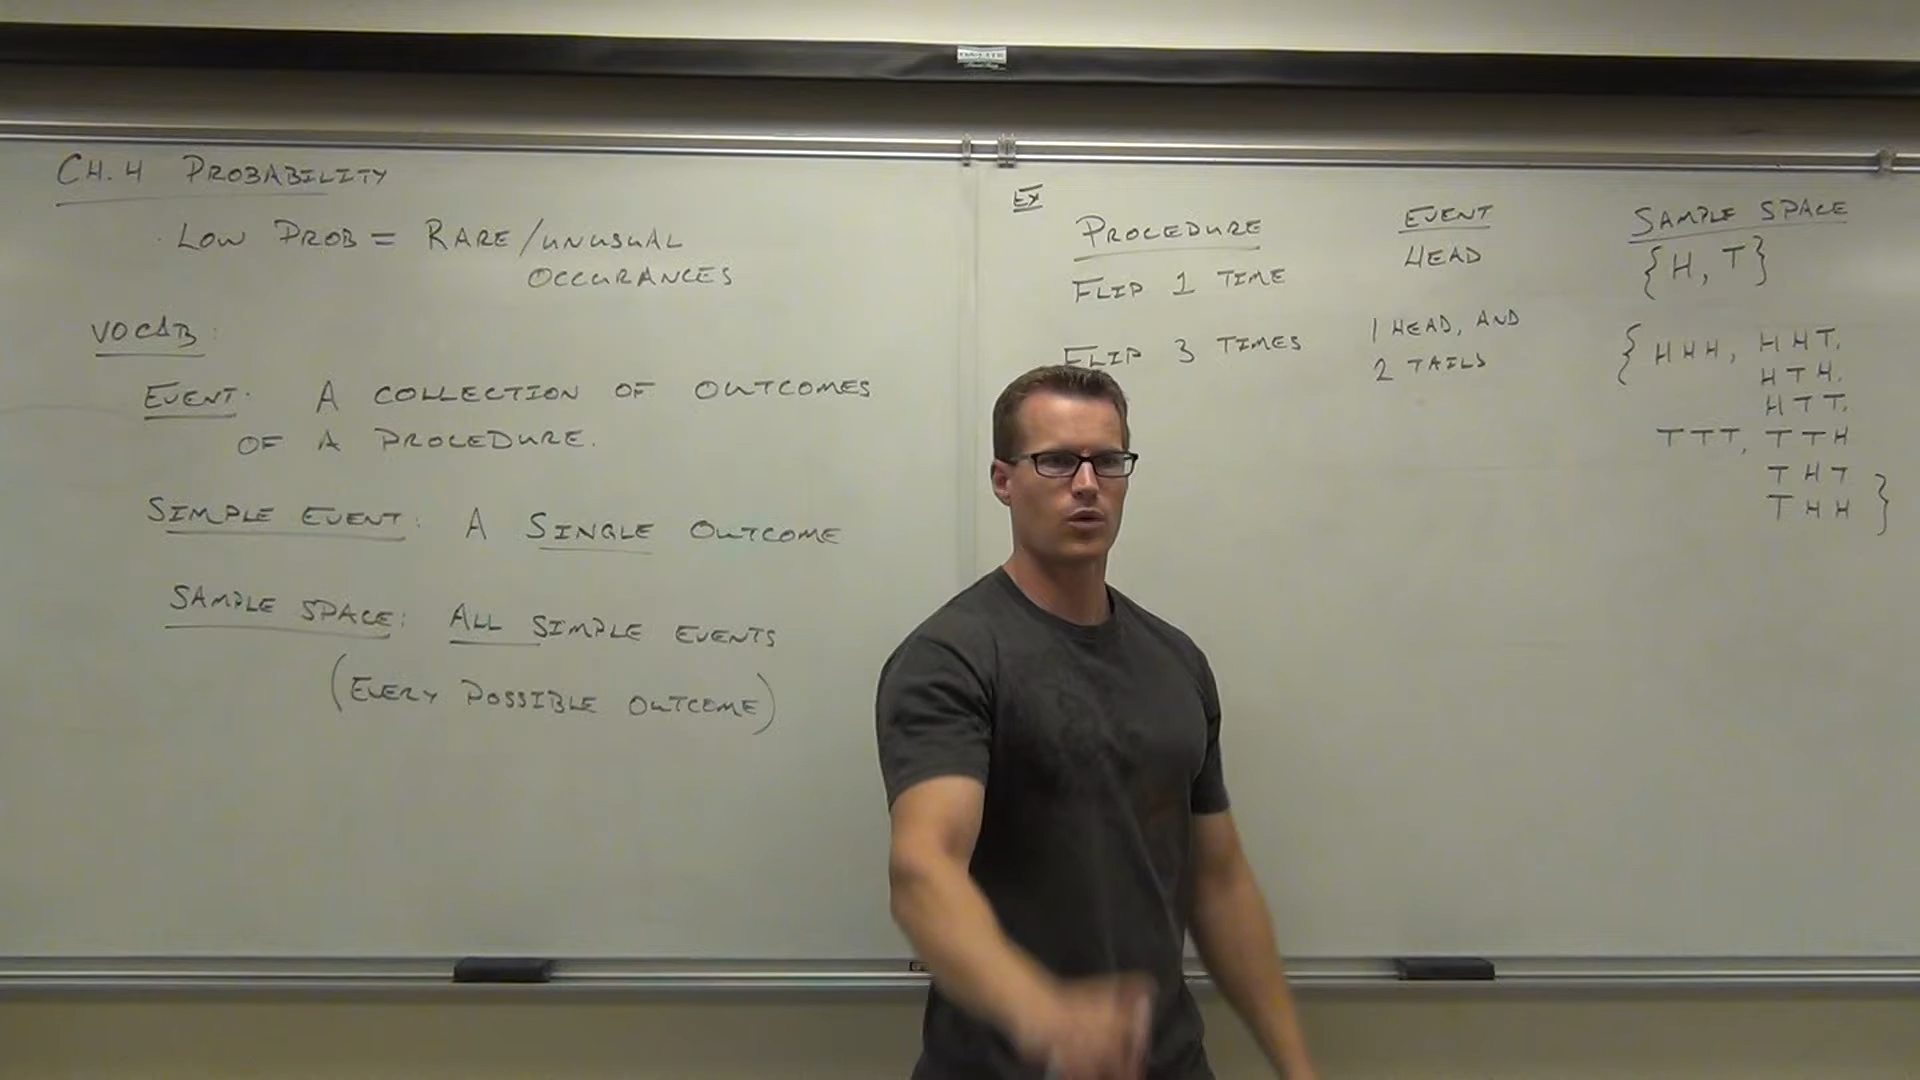 CH.4 PROBABILITY
LOW PROB = RARE/UNUSUAL
OCCURANCES
VOCAB:
EVENT: A COLLECTION OF OUTCOMES
OF A PROCEDURE.
SIMPLE EVENT: A SINGLE OUTCOME
SAMPLE SPACE: ALL SIMPLE EVENTS
(EVERY POSSIBLE OUTCOME)
EX
PROCEDURE EVENT SAMPLE SPACE
FLIP 1 TIME HEAD {H, T}
FLIP 3 TIMES 1 HEAD, AND {HHH, HHT,
2 TAILS HTH,
HTT,
TTT, TTH
THT
THH}